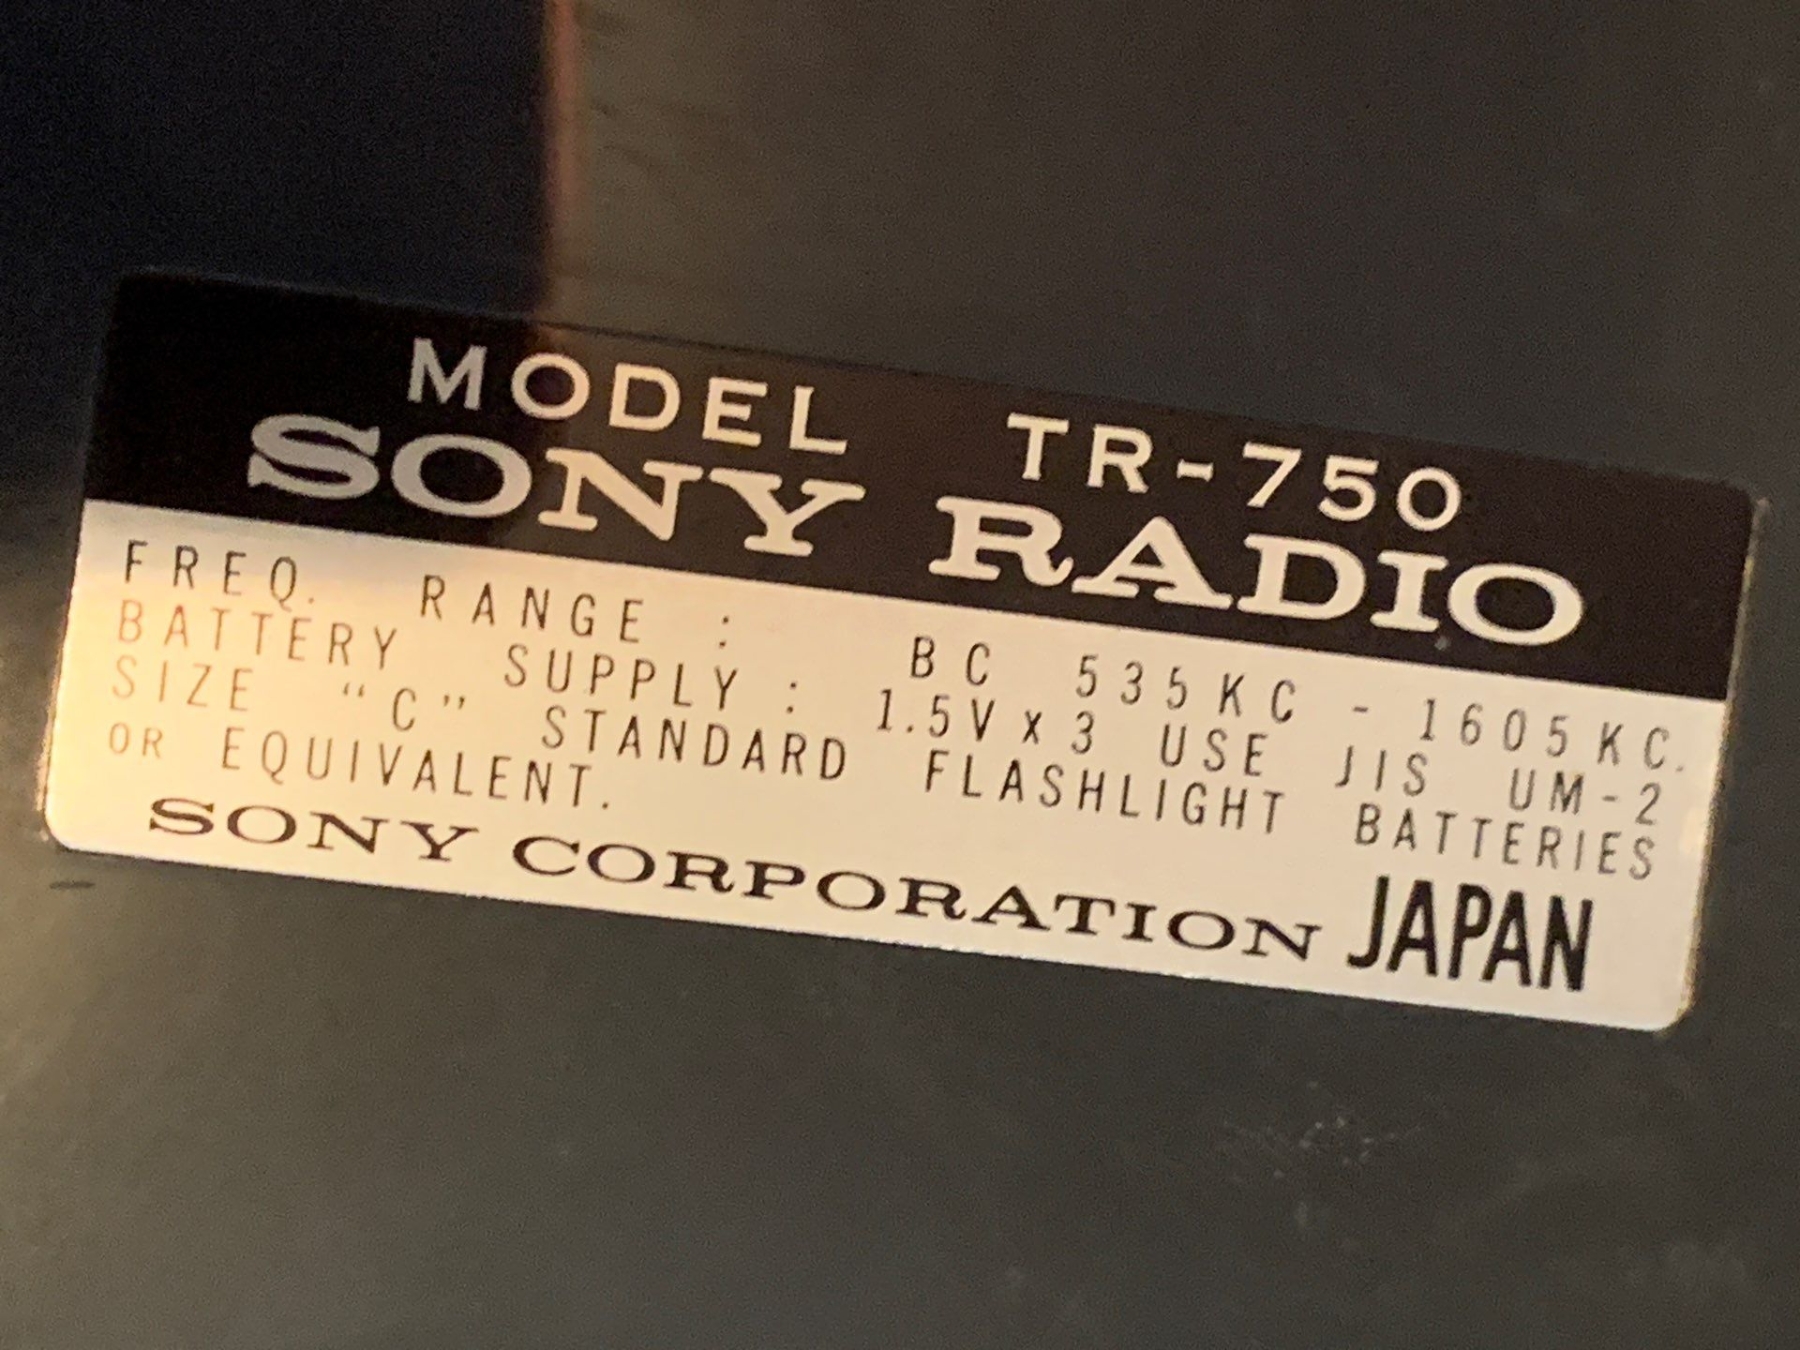 MODEL TR-750
SONY RADIO
FREQ. RANGE : BC 535KC - 1605KC.
BATTERY SUPPLY : 1.5V x 3 USE JIS UM-2
SIZE "C" STANDARD FLASHLIGHT BATTERIES
OR EQUIVALENT.
SONY CORPORATION JAPAN